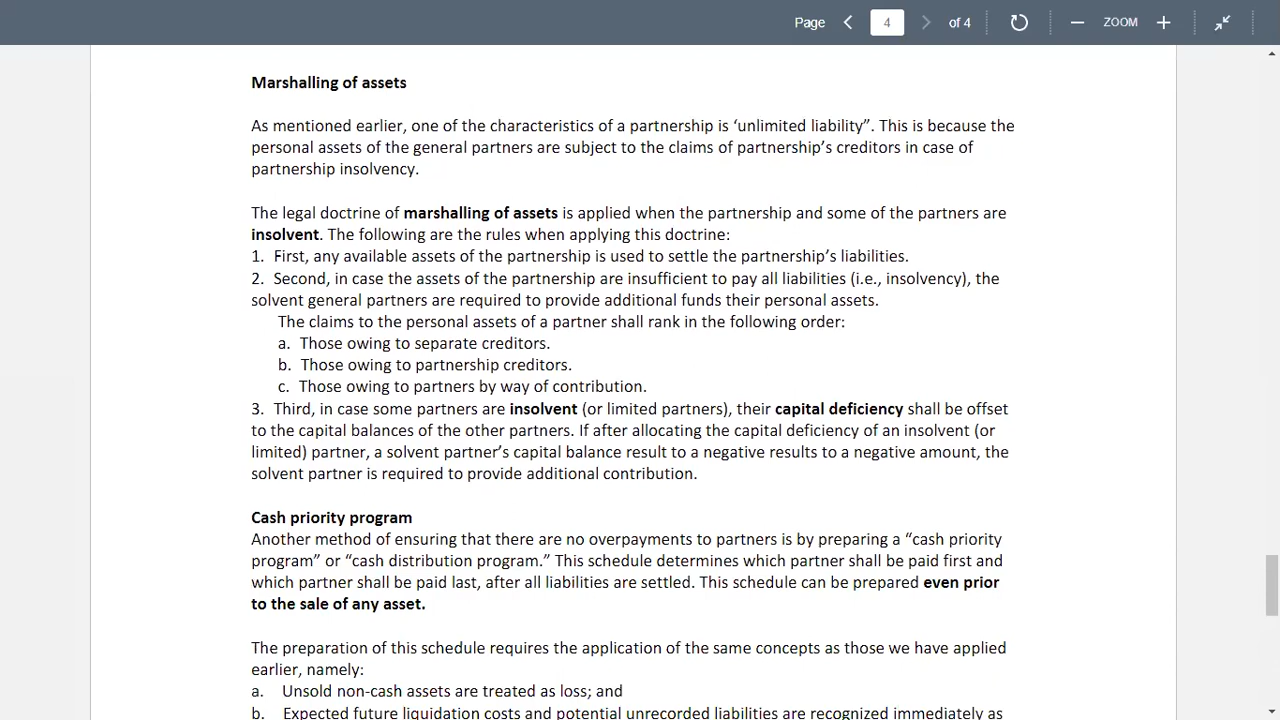 Page 4 of 4 ZOOM
Marshalling of assets
As mentioned earlier, one of the characteristics of a partnership is ‘unlimited liability”. This is because the
personal assets of the general partners are subject to the claims of partnership’s creditors in case of
partnership insolvency.
The legal doctrine of marshalling of assets is applied when the partnership and some of the partners are
insolvent. The following are the rules when applying this doctrine:
1. First, any available assets of the partnership is used to settle the partnership’s liabilities.
2. Second, in case the assets of the partnership are insufficient to pay all liabilities (i.e., insolvency), the
solvent general partners are required to provide additional funds their personal assets.
The claims to the personal assets of a partner shall rank in the following order:
a. Those owing to separate creditors.
b. Those owing to partnership creditors.
c. Those owing to partners by way of contribution.
3. Third, in case some partners are insolvent (or limited partners), their capital deficiency shall be offset
to the capital balances of the other partners. If after allocating the capital deficiency of an insolvent (or
limited) partner, a solvent partner’s capital balance result to a negative results to a negative amount, the
solvent partner is required to provide additional contribution.
Cash priority program
Another method of ensuring that there are no overpayments to partners is by preparing a “cash priority
program” or “cash distribution program.” This schedule determines which partner shall be paid first and
which partner shall be paid last, after all liabilities are settled. This schedule can be prepared even prior
to the sale of any asset.
The preparation of this schedule requires the application of the same concepts as those we have applied
earlier, namely:
a. Unsold non-cash assets are treated as loss; and
b. Expected future liquidation costs and potential unrecorded liabilities are recognized immediately as